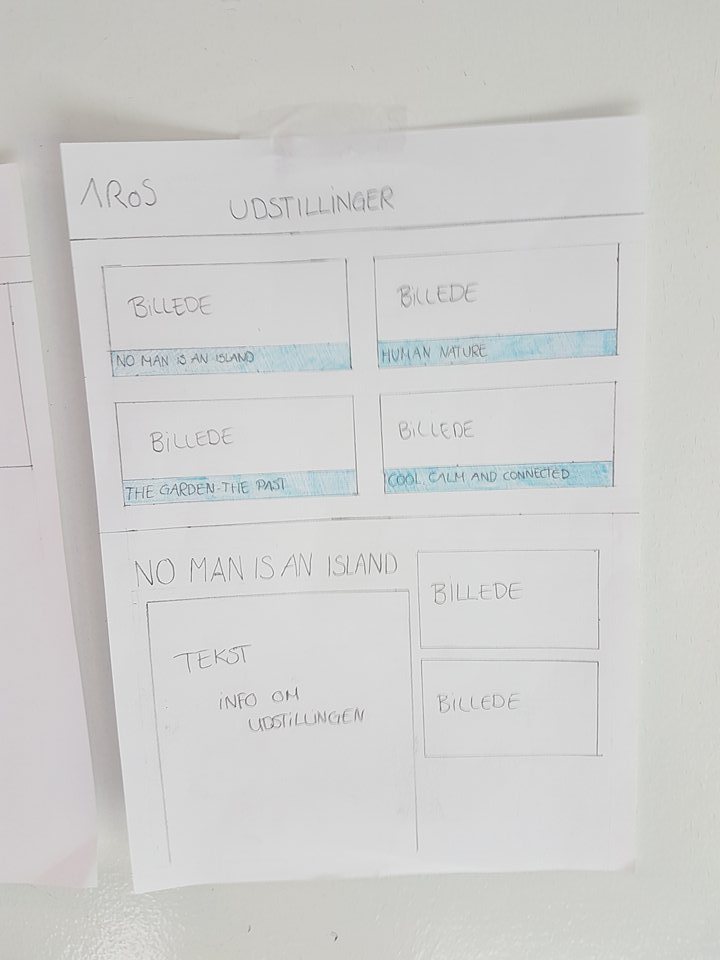 AROS
UDSTILLINGER
BILLEDE
NO MAN IS AN ISLAND
BILLEDE
HUMAN NATURE
BILLEDE
THE GARDEN-THE PAST
BILLEDE
COOL, CALM AND CONNECTED
NO MAN IS AN ISLAND
TEKST
INFO OM
UDSTILLINGEN
BILLEDE
BILLEDE